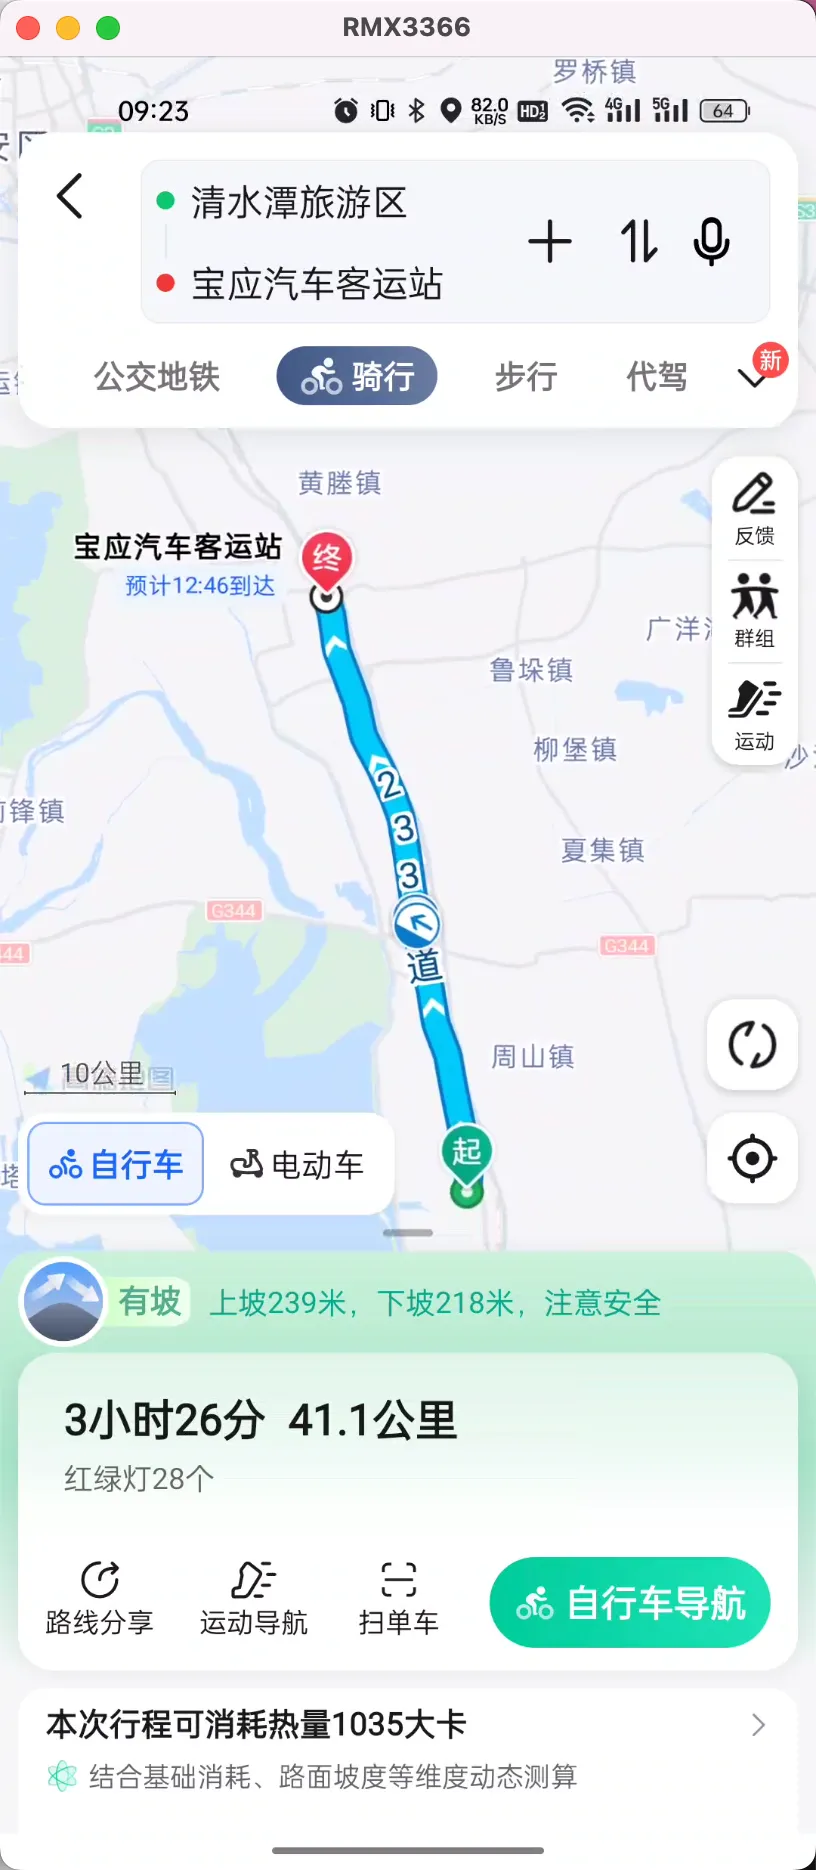 RMX3366
罗桥镇
09:23
82.0
KB/S
HD
4G
5G
64
清水潭旅游区
宝应汽车客运站
公交地铁
骑行
步行
代驾
新
黄塍镇
反馈
宝应汽车客运站
终
预计12:46到达
广洋
群组
鲁垛镇
柳堡镇
运动
前锋镇
2
3
3
夏集镇
G344
G344
道
周山镇
10公里
自行车
电动车
起
有坡
上坡239米，下坡218米，注意安全
3小时26分 41.1公里
红绿灯28个
路线分享
运动导航
扫单车
自行车导航
本次行程可消耗热量1035大卡
结合基础消耗、路面坡度等维度动态测算